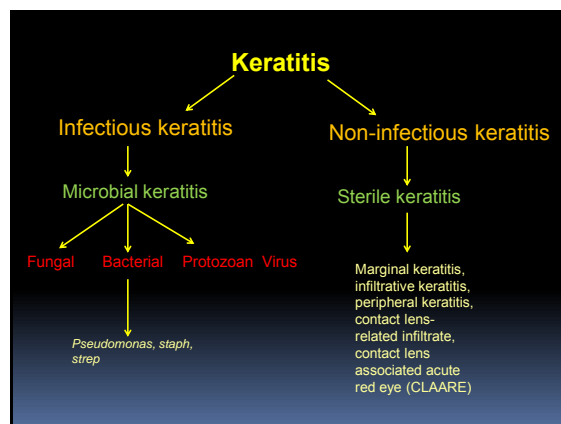 Keratitis
Infectious keratitis
Non-infectious keratitis
Microbial keratitis
Sterile keratitis
Fungal Bacterial Protozoan Virus
Pseudomonas, staph,
strep
Marginal keratitis,
infiltrative keratitis,
peripheral keratitis,
contact lens-
related infiltrate,
contact lens
associated acute
red eye (CLAARE)